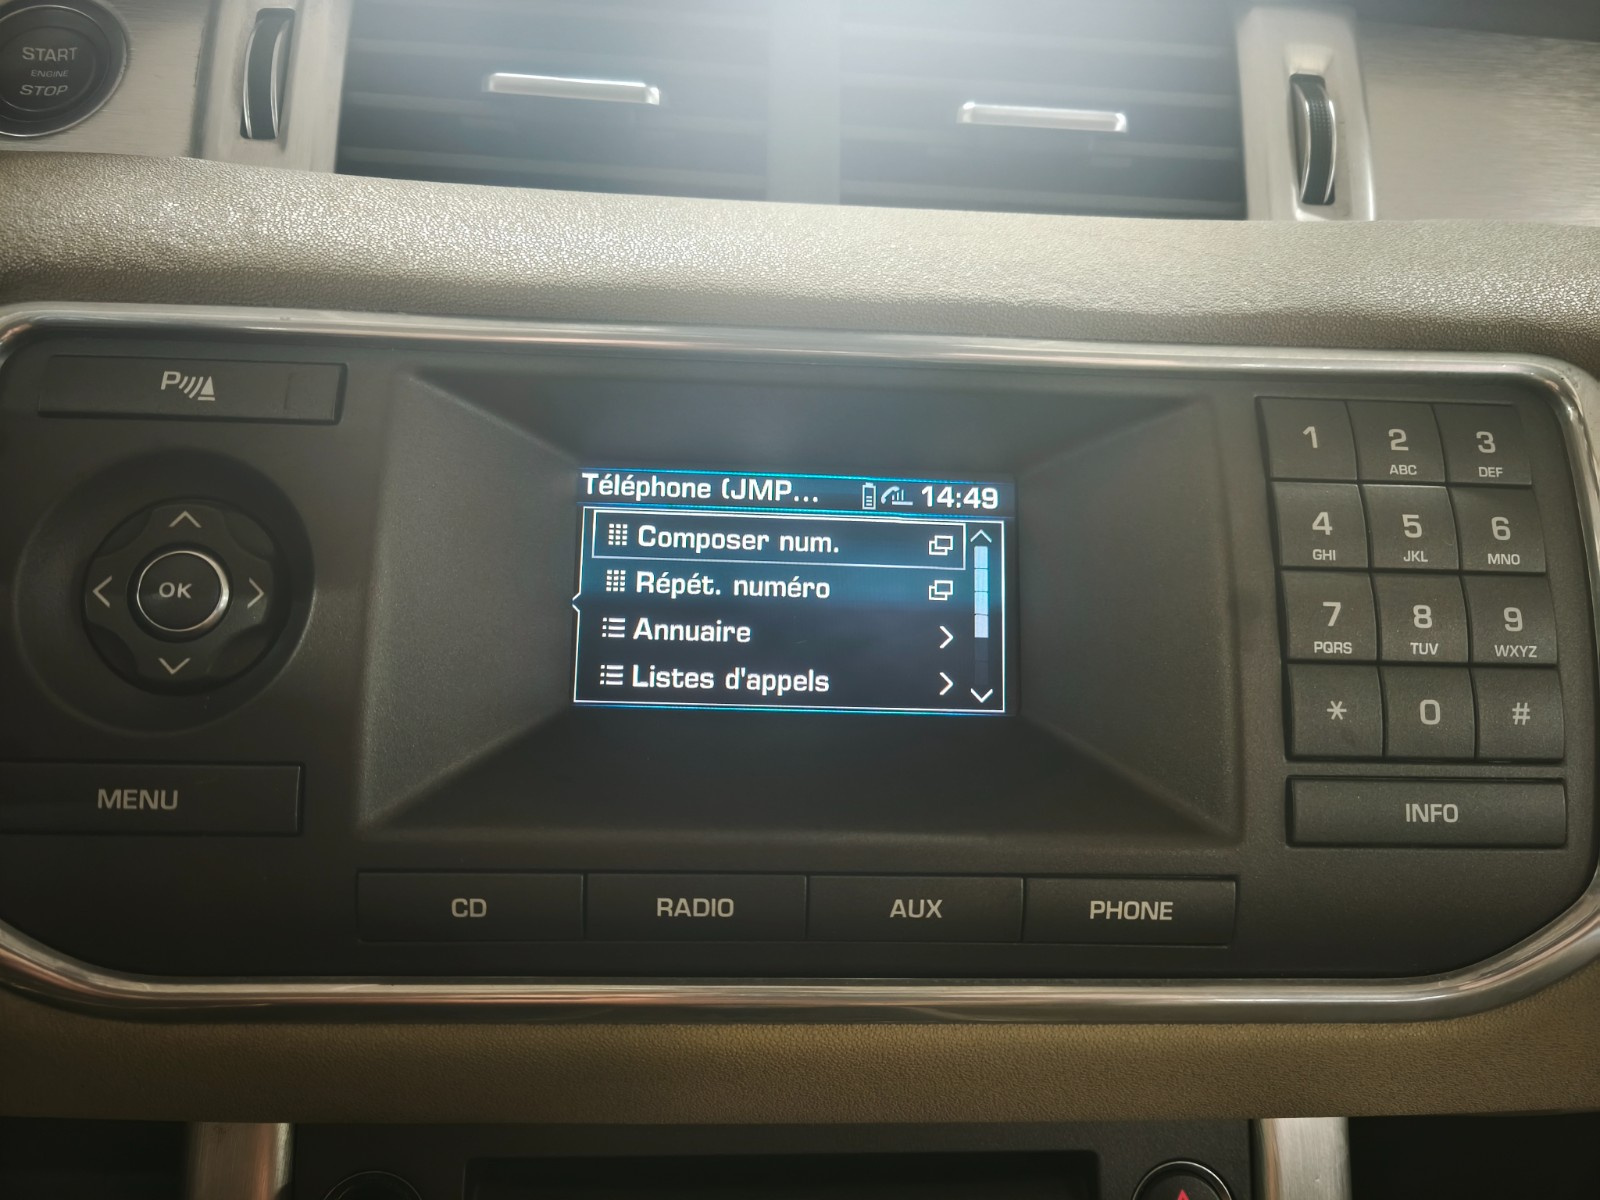 START
ENGINE
STOP
P
Téléphone (JMP... 14:49
Composer num.
Répét. numéro
Annuaire
Listes d'appels
OK
MENU
1 2 3
ABC DEF
4 5 6
GHI JKL MNO
7 8 9
PQRS TUV WXYZ
* 0 #
INFO
CD RADIO AUX PHONE